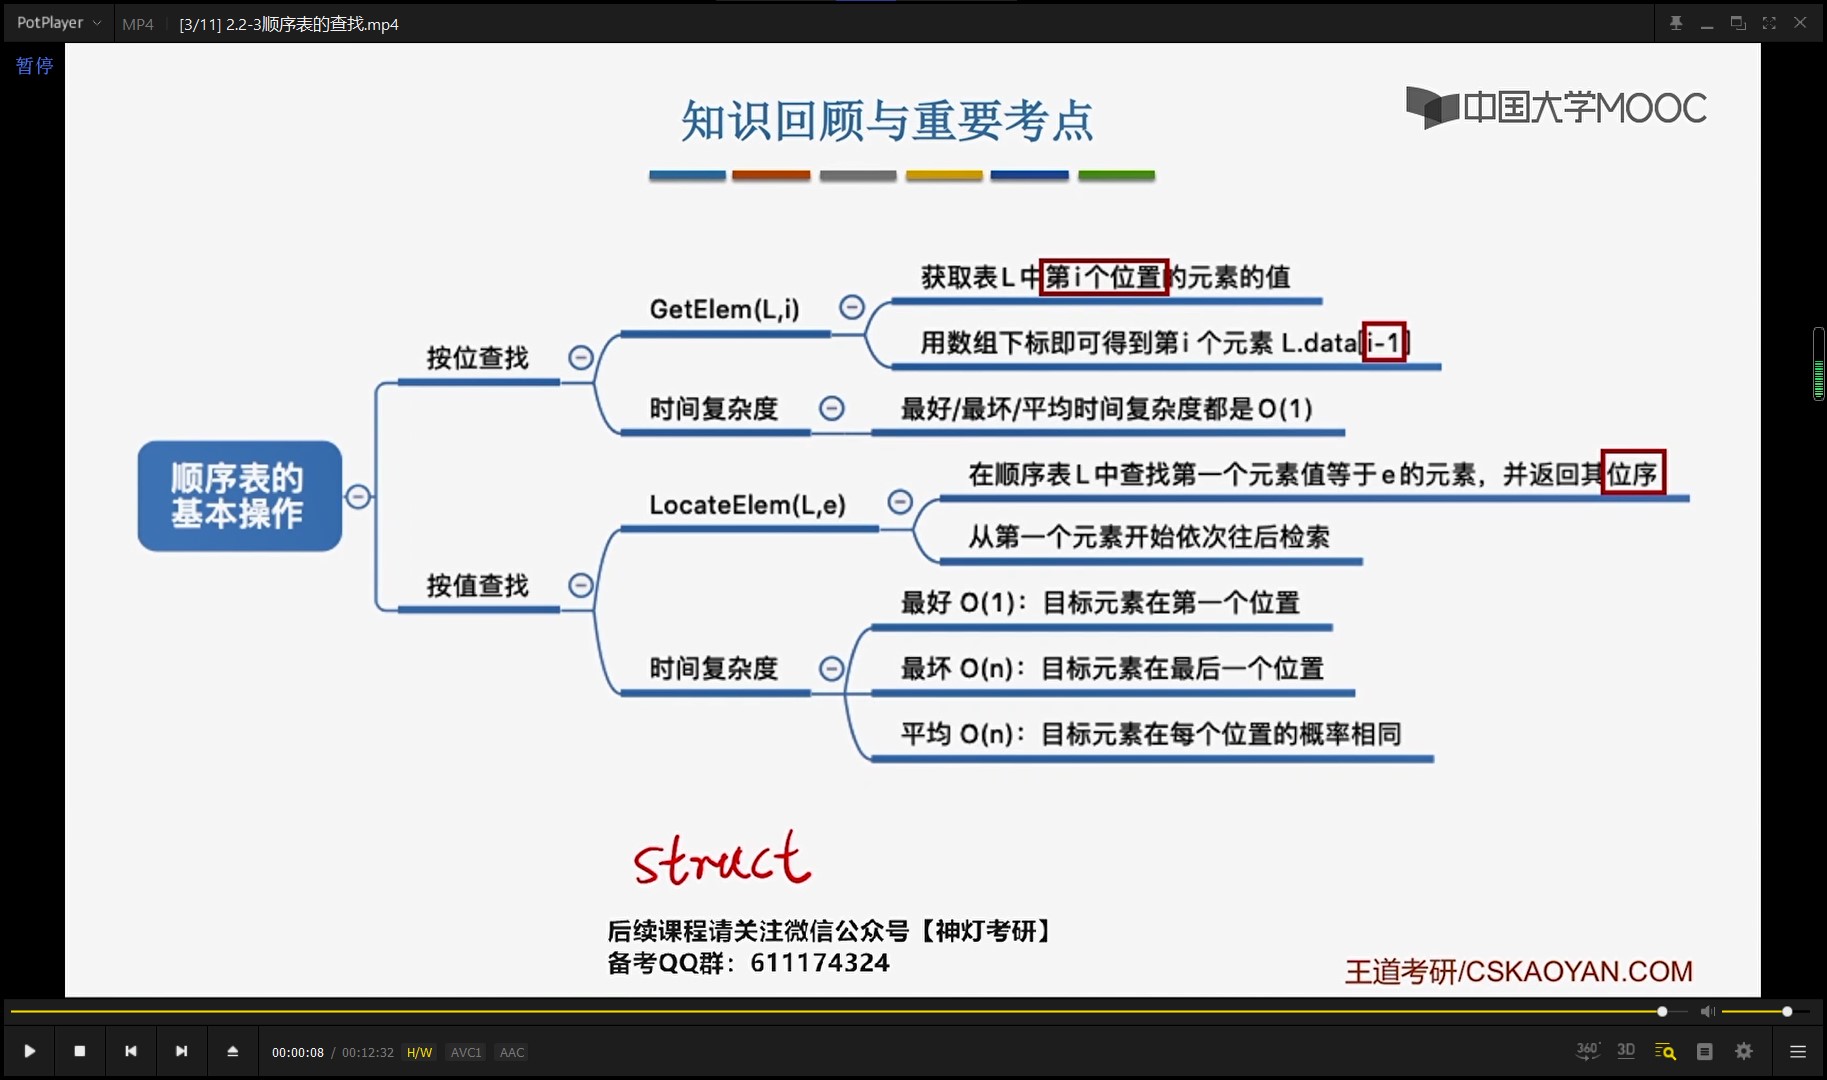 PotPlayer MP4 [3/11] 2.2-3顺序表的查找.mp4
暂停
知识回顾与重要考点
中国大学MOOC
顺序表的
基本操作
按位查找
GetElem(L,i)
获取表L中第i个位置的元素的值
用数组下标即可得到第i个元素 L.data[i-1]
时间复杂度
最好/最坏/平均时间复杂度都是O(1)
按值查找
LocateElem(L,e)
在顺序表L中查找第一个元素值等于e的元素，并返回其位序
从第一个元素开始依次往后检索
时间复杂度
最好 O(1)：目标元素在第一个位置
最坏 O(n)：目标元素在最后一个位置
平均 O(n)：目标元素在每个位置的概率相同
struct
后续课程请关注微信公众号【神灯考研】
备考QQ群：611174324
王道考研/CSKAOYAN.COM
00:00:08 / 00:12:32 H/W AVC1 AAC
360° 3D